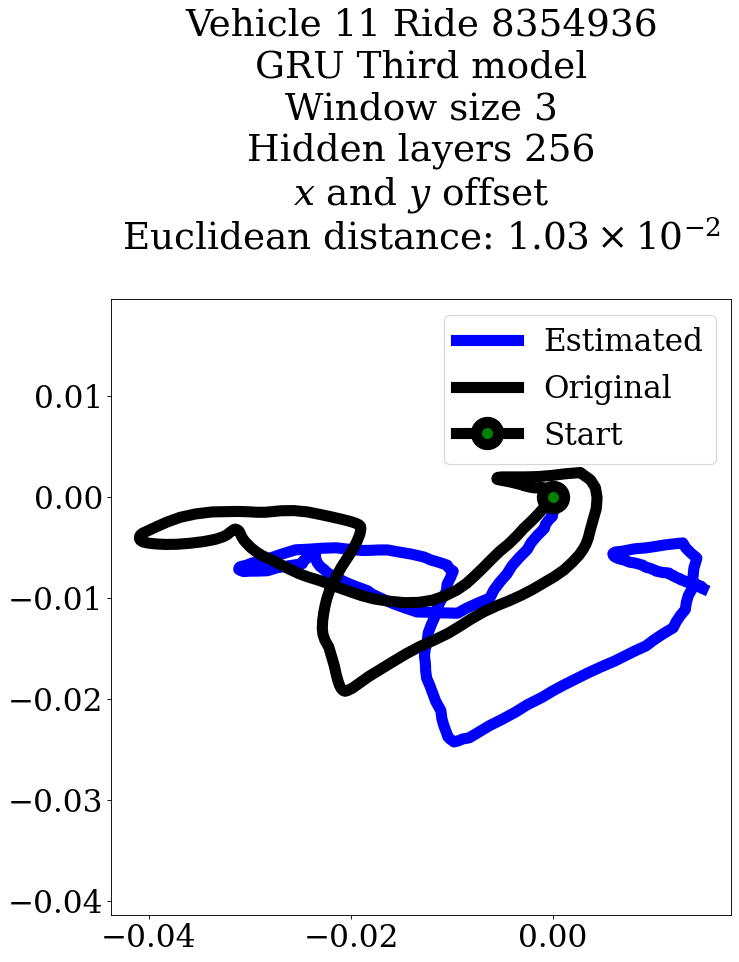 Vehicle 11 Ride 8354936
GRU Third model
Window size 3
Hidden layers 256
x and y offset
Euclidean distance: 1.03 × 10⁻²
Estimated
Original
Start
0.01
0.00
−0.01
−0.02
−0.03
−0.04
−0.04
−0.02
0.00